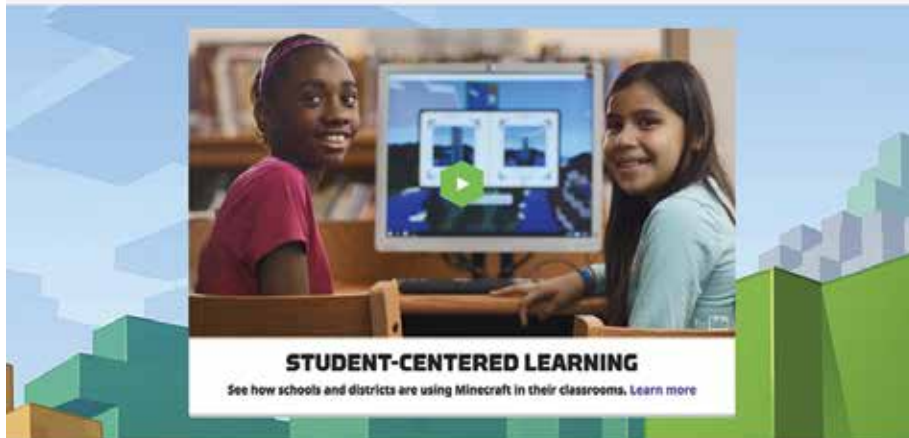 STUDENT-CENTERED LEARNING
See how schools and districts are using Minecraft in their classrooms. Learn more